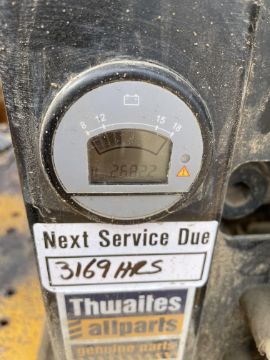 8 12 15 18
Next Service Due
3169 HRS
Thwaites
allparts
genuine parts